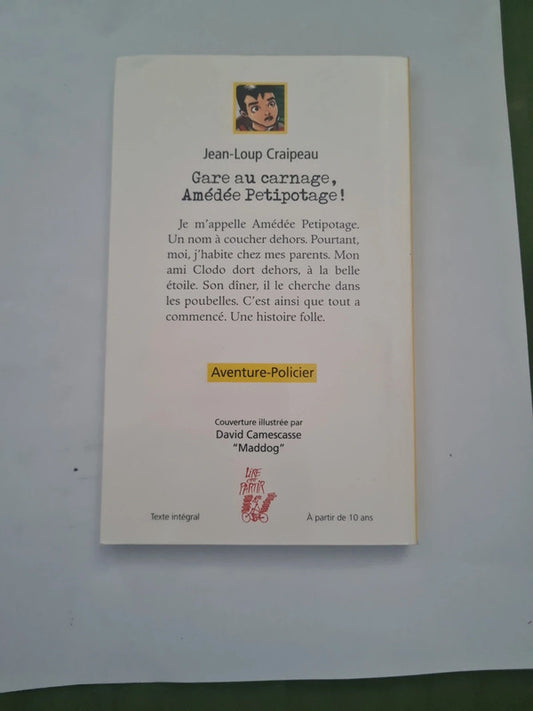 Jean-Loup Craipeau
Gare au carnage,
Amédée Petipotage!
Je m'appelle Amédée Petipotage.
Un nom à coucher dehors. Pourtant,
moi, j'habite chez mes parents. Mon
ami Clodo dort dehors, à la belle
étoile. Son dîner, il le cherche dans
les poubelles. C'est ainsi que tout a
commencé. Une histoire folle.
Aventure-Policier
Couverture illustrée par
David Camescasse
"Maddog"
LIRE
C'EST
PARTIR
Texte intégral
À partir de 10 ans